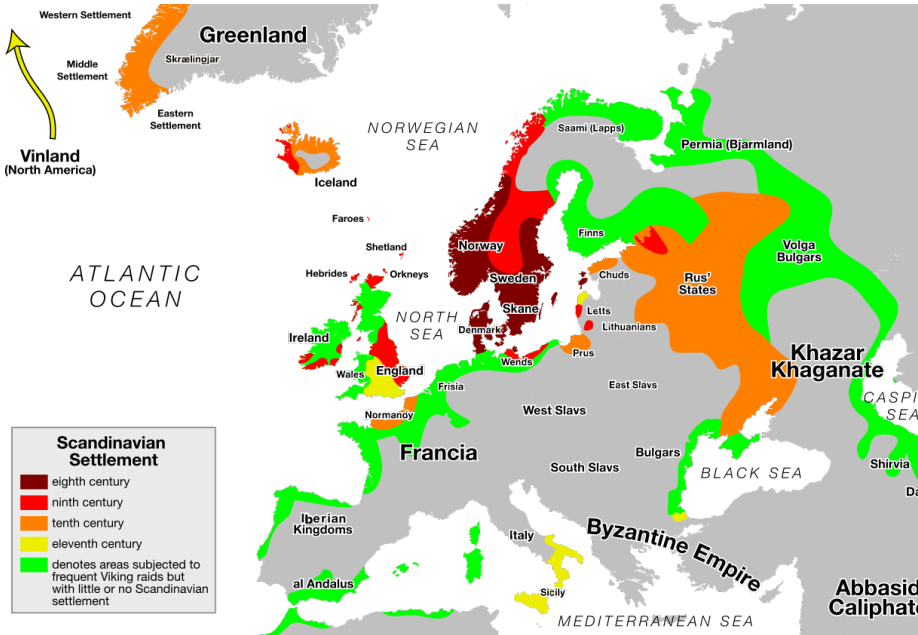 Western Settlement
Greenland
Skrælingjar
Middle
Settlement
Eastern
Settlement
Vinland
(North America)
NORWEGIAN
SEA
Saami (Lapps)
Permia (Bjarmland)
Iceland
Faroes
Finns
Volga
Bulgars
Norway
Shetland
ATLANTIC
OCEAN
Hebrides
Orkneys
Sweden
Chuds
Rus'
States
Skane
NORTH
SEA
Denmark
Letts
Lithuanians
Ireland
Prus
Khazar
Khaganate
Wends
Wales
England
Frisia
East Slavs
CASPI
SEA
Normandy
West Slavs
Francia
Bulgars
South Slavs
BLACK SEA
Shirvia
Da
Iberian
Kingdoms
Italy
Byzantine Empire
al Andalus
Sicily
Abbasid
Caliphate
MEDITERRANEAN SEA
Scandinavian
Settlement
eighth century
ninth century
tenth century
eleventh century
denotes areas subjected to
frequent Viking raids but
with little or no Scandinavian
settlement